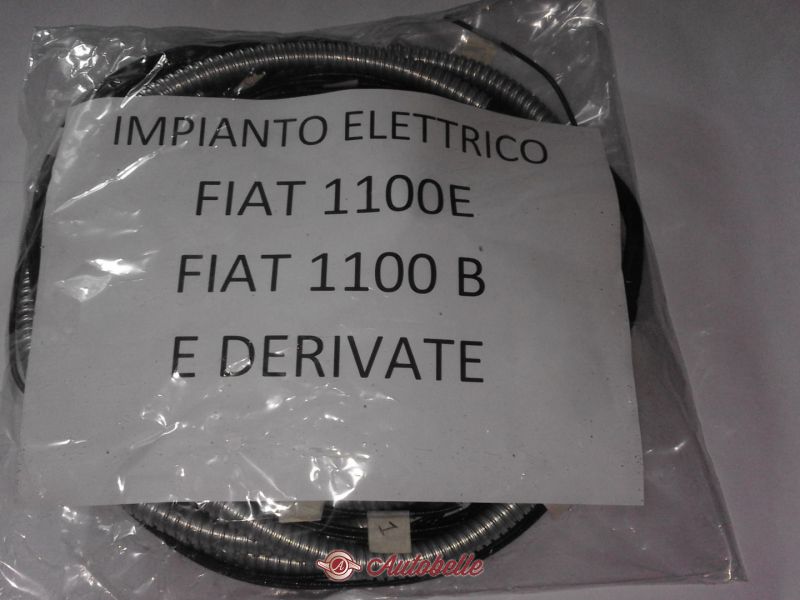 IMPIANTO ELETTRICO
FIAT 1100E
FIAT 1100 B
E DERIVATE
1
A Autobelle